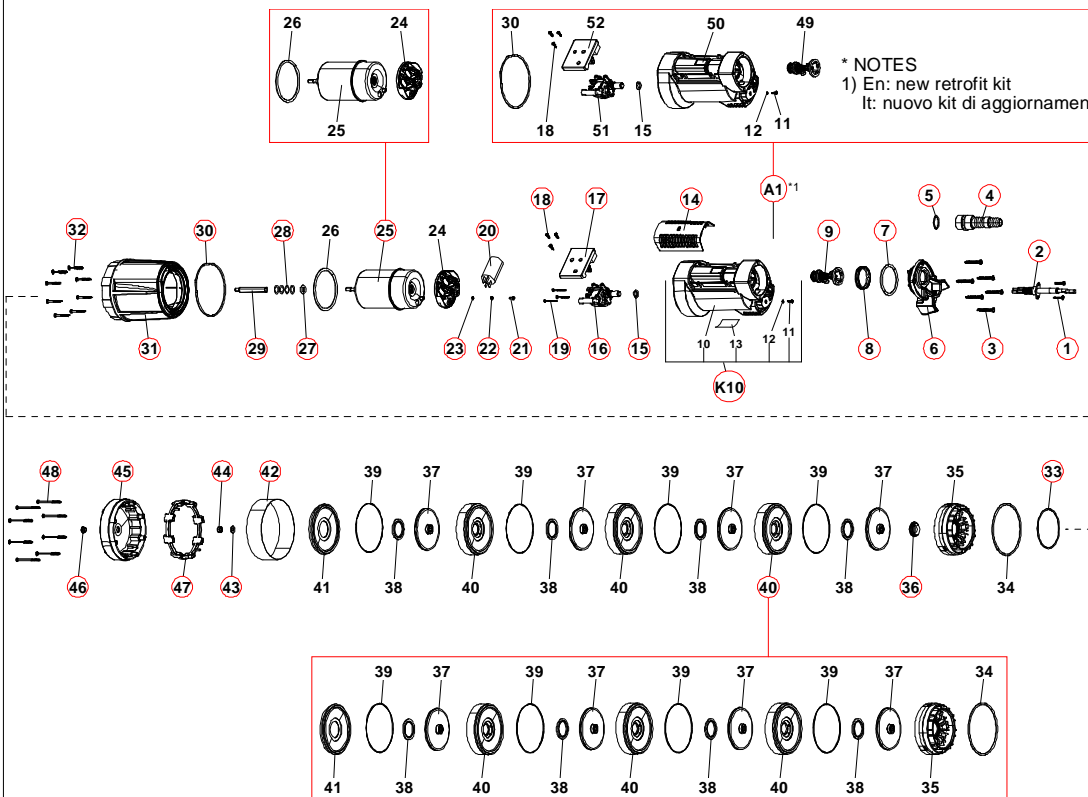 26 24
30 52 50 49
* NOTES
1) En: new retrofit kit
It: nuovo kit di aggiornamen
25
18 51 15 12 11
A1 *1
32 30 28 26 25 24 20 18 17 14 9 7 5 4
2
31 29 27 23 22 21 19 16 15 10 13 12 11 8 6 3 1
K10
48 45 44 42 39 37 39 37 39 37 39 37 35 33
46 47 43 41 38 40 38 40 38 40 38 36 34
39 37 39 37 39 37 39 37 34
41 38 40 38 40 38 40 38 35